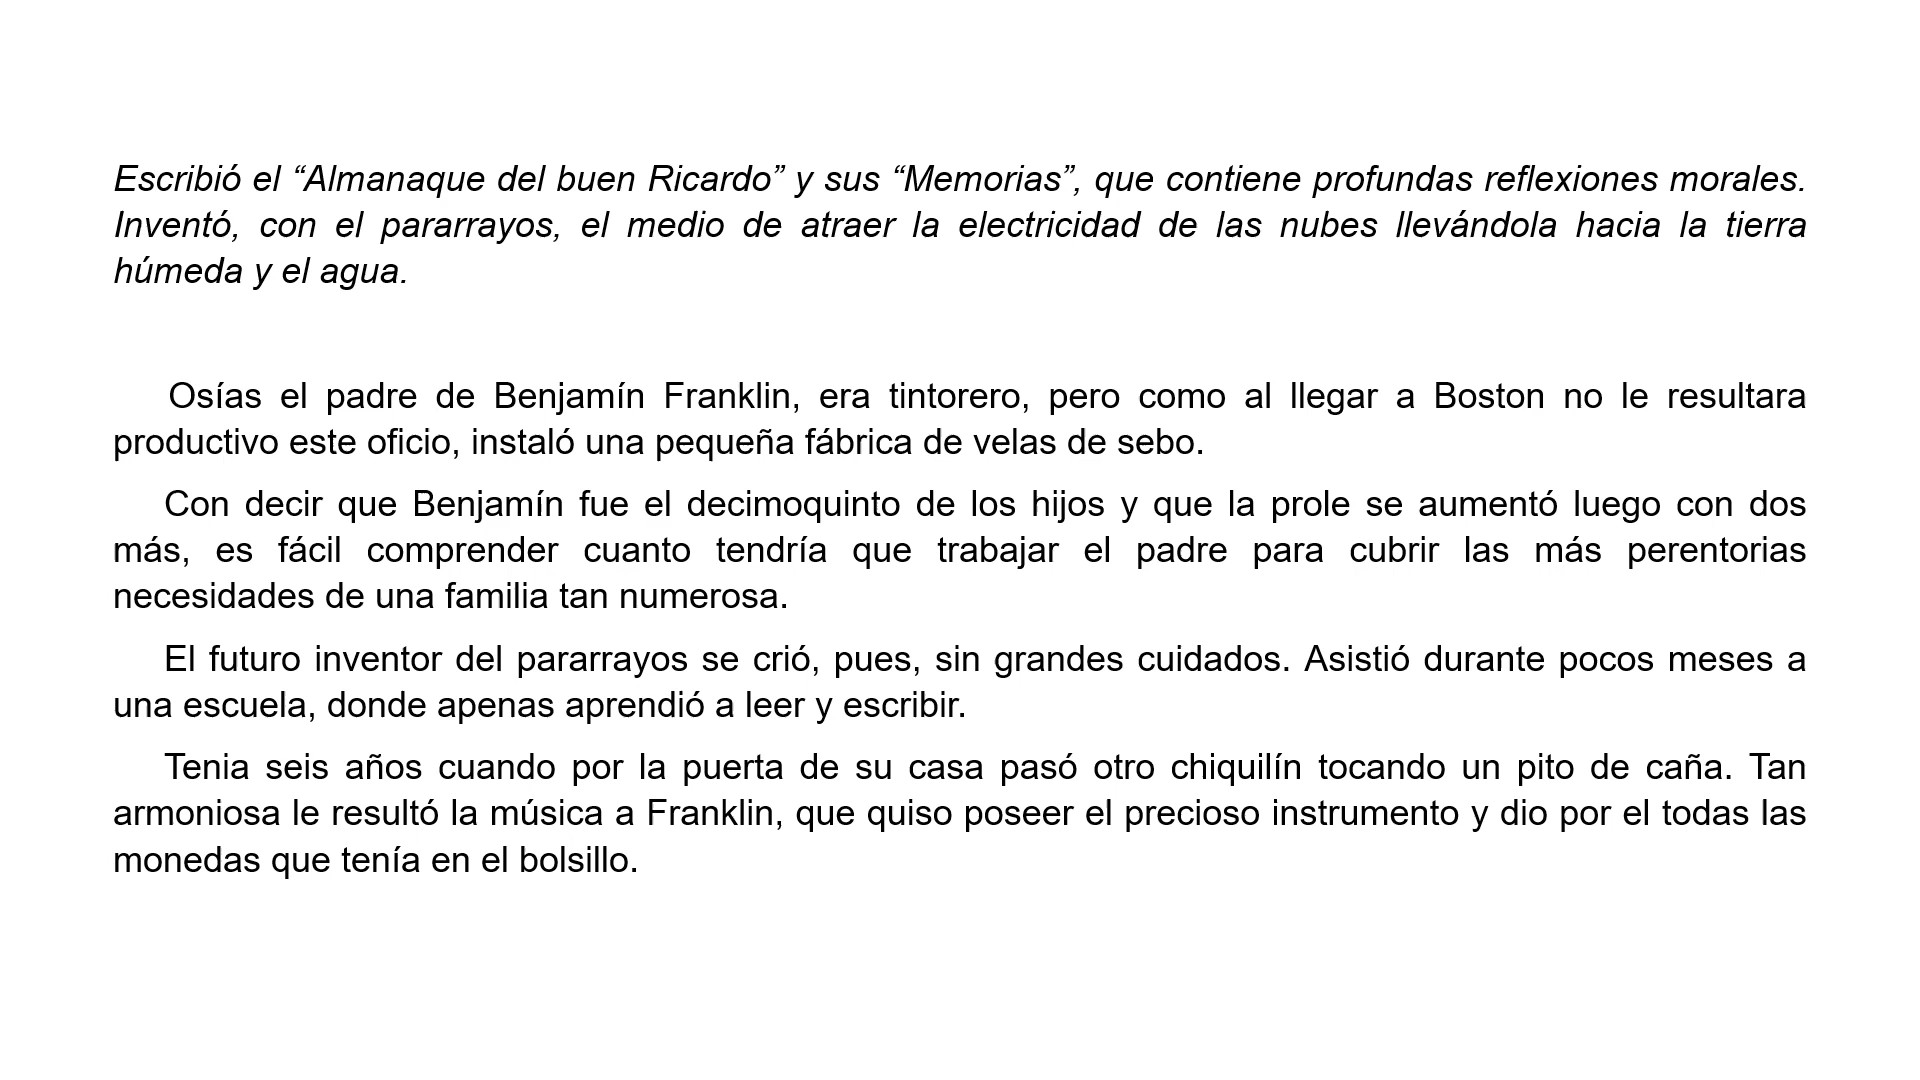 Escribió el “Almanaque del buen Ricardo” y sus “Memorias”, que contiene profundas reflexiones morales.
Inventó, con el pararrayos, el medio de atraer la electricidad de las nubes llevándola hacia la tierra
húmeda y el agua.
Osías el padre de Benjamín Franklin, era tintorero, pero como al llegar a Boston no le resultara
productivo este oficio, instaló una pequeña fábrica de velas de sebo.
Con decir que Benjamín fue el decimoquinto de los hijos y que la prole se aumentó luego con dos
más, es fácil comprender cuanto tendría que trabajar el padre para cubrir las más perentorias
necesidades de una familia tan numerosa.
El futuro inventor del pararrayos se crió, pues, sin grandes cuidados. Asistió durante pocos meses a
una escuela, donde apenas aprendió a leer y escribir.
Tenia seis años cuando por la puerta de su casa pasó otro chiquilín tocando un pito de caña. Tan
armoniosa le resultó la música a Franklin, que quiso poseer el precioso instrumento y dio por el todas las
monedas que tenía en el bolsillo.